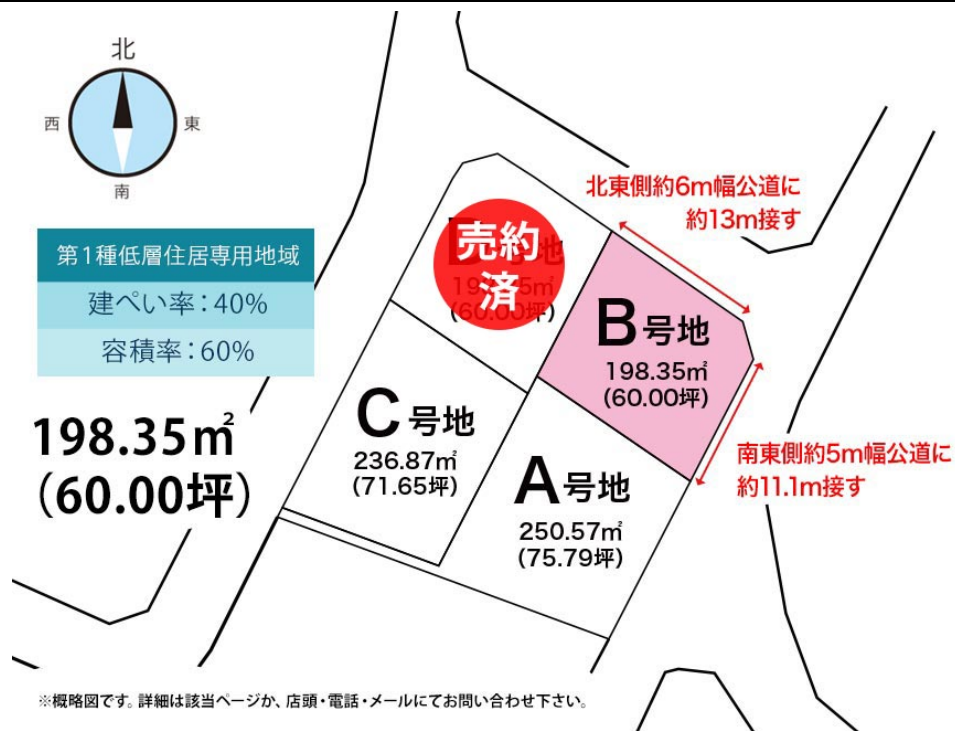 北
西
東
南
第1種低層住居専用地域
建ぺい率：40%
容積率：60%
198.35㎡
(60.00坪)
北東側約6m幅公道に
約13m接す
売約
済
(60.00坪)
B号地
198.35㎡
(60.00坪)
C号地
236.87㎡
(71.65坪)
A号地
250.57㎡
(75.79坪)
南東側約5m幅公道に
約11.1m接す
※概略図です。詳細は該当ページか、店頭・電話・メールにてお問い合わせ下さい。